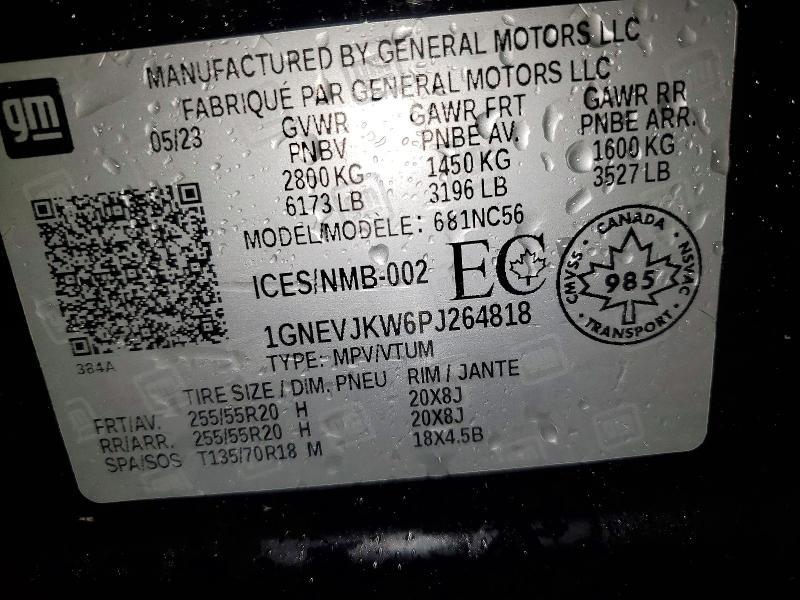 gm
MANUFACTURED BY GENERAL MOTORS LLC
FABRIQUÉ PAR GENERAL MOTORS LLC
05/23 GVWR GAWR FRT GAWR RR
PNBV PNBE AV. PNBE ARR.
2800 KG 1450 KG 1600 KG
6173 LB 3196 LB 3527 LB
MODEL/MODELE: 681NC56
ICES/NMB-002 EC
CANADA
CMVSS 985 NSVAC
TRANSPORT
1GNEVJKW6PJ264818
384A
TYPE: MPV/VTUM
TIRE SIZE / DIM. PNEU RIM / JANTE
FRT/AV. 255/55R20 H 20X8J
RR/ARR. 255/55R20 H 20X8J
SPA/SOS T135/70R18 M 18X4.5B